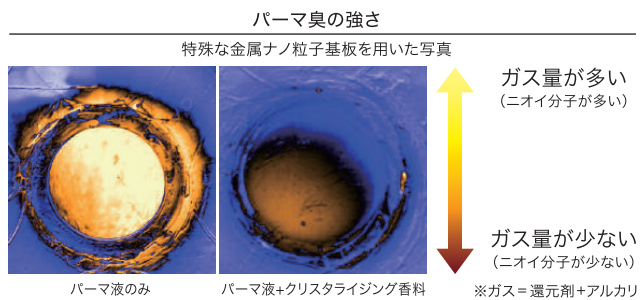 パーマ臭の強さ
特殊な金属ナノ粒子基板を用いた写真
ガス量が多い
（ニオイ分子が多い）
ガス量が少ない
（ニオイ分子が少ない）
パーマ液のみ
パーマ液+クリスタライジング香料
※ガス=還元剤+アルカリ